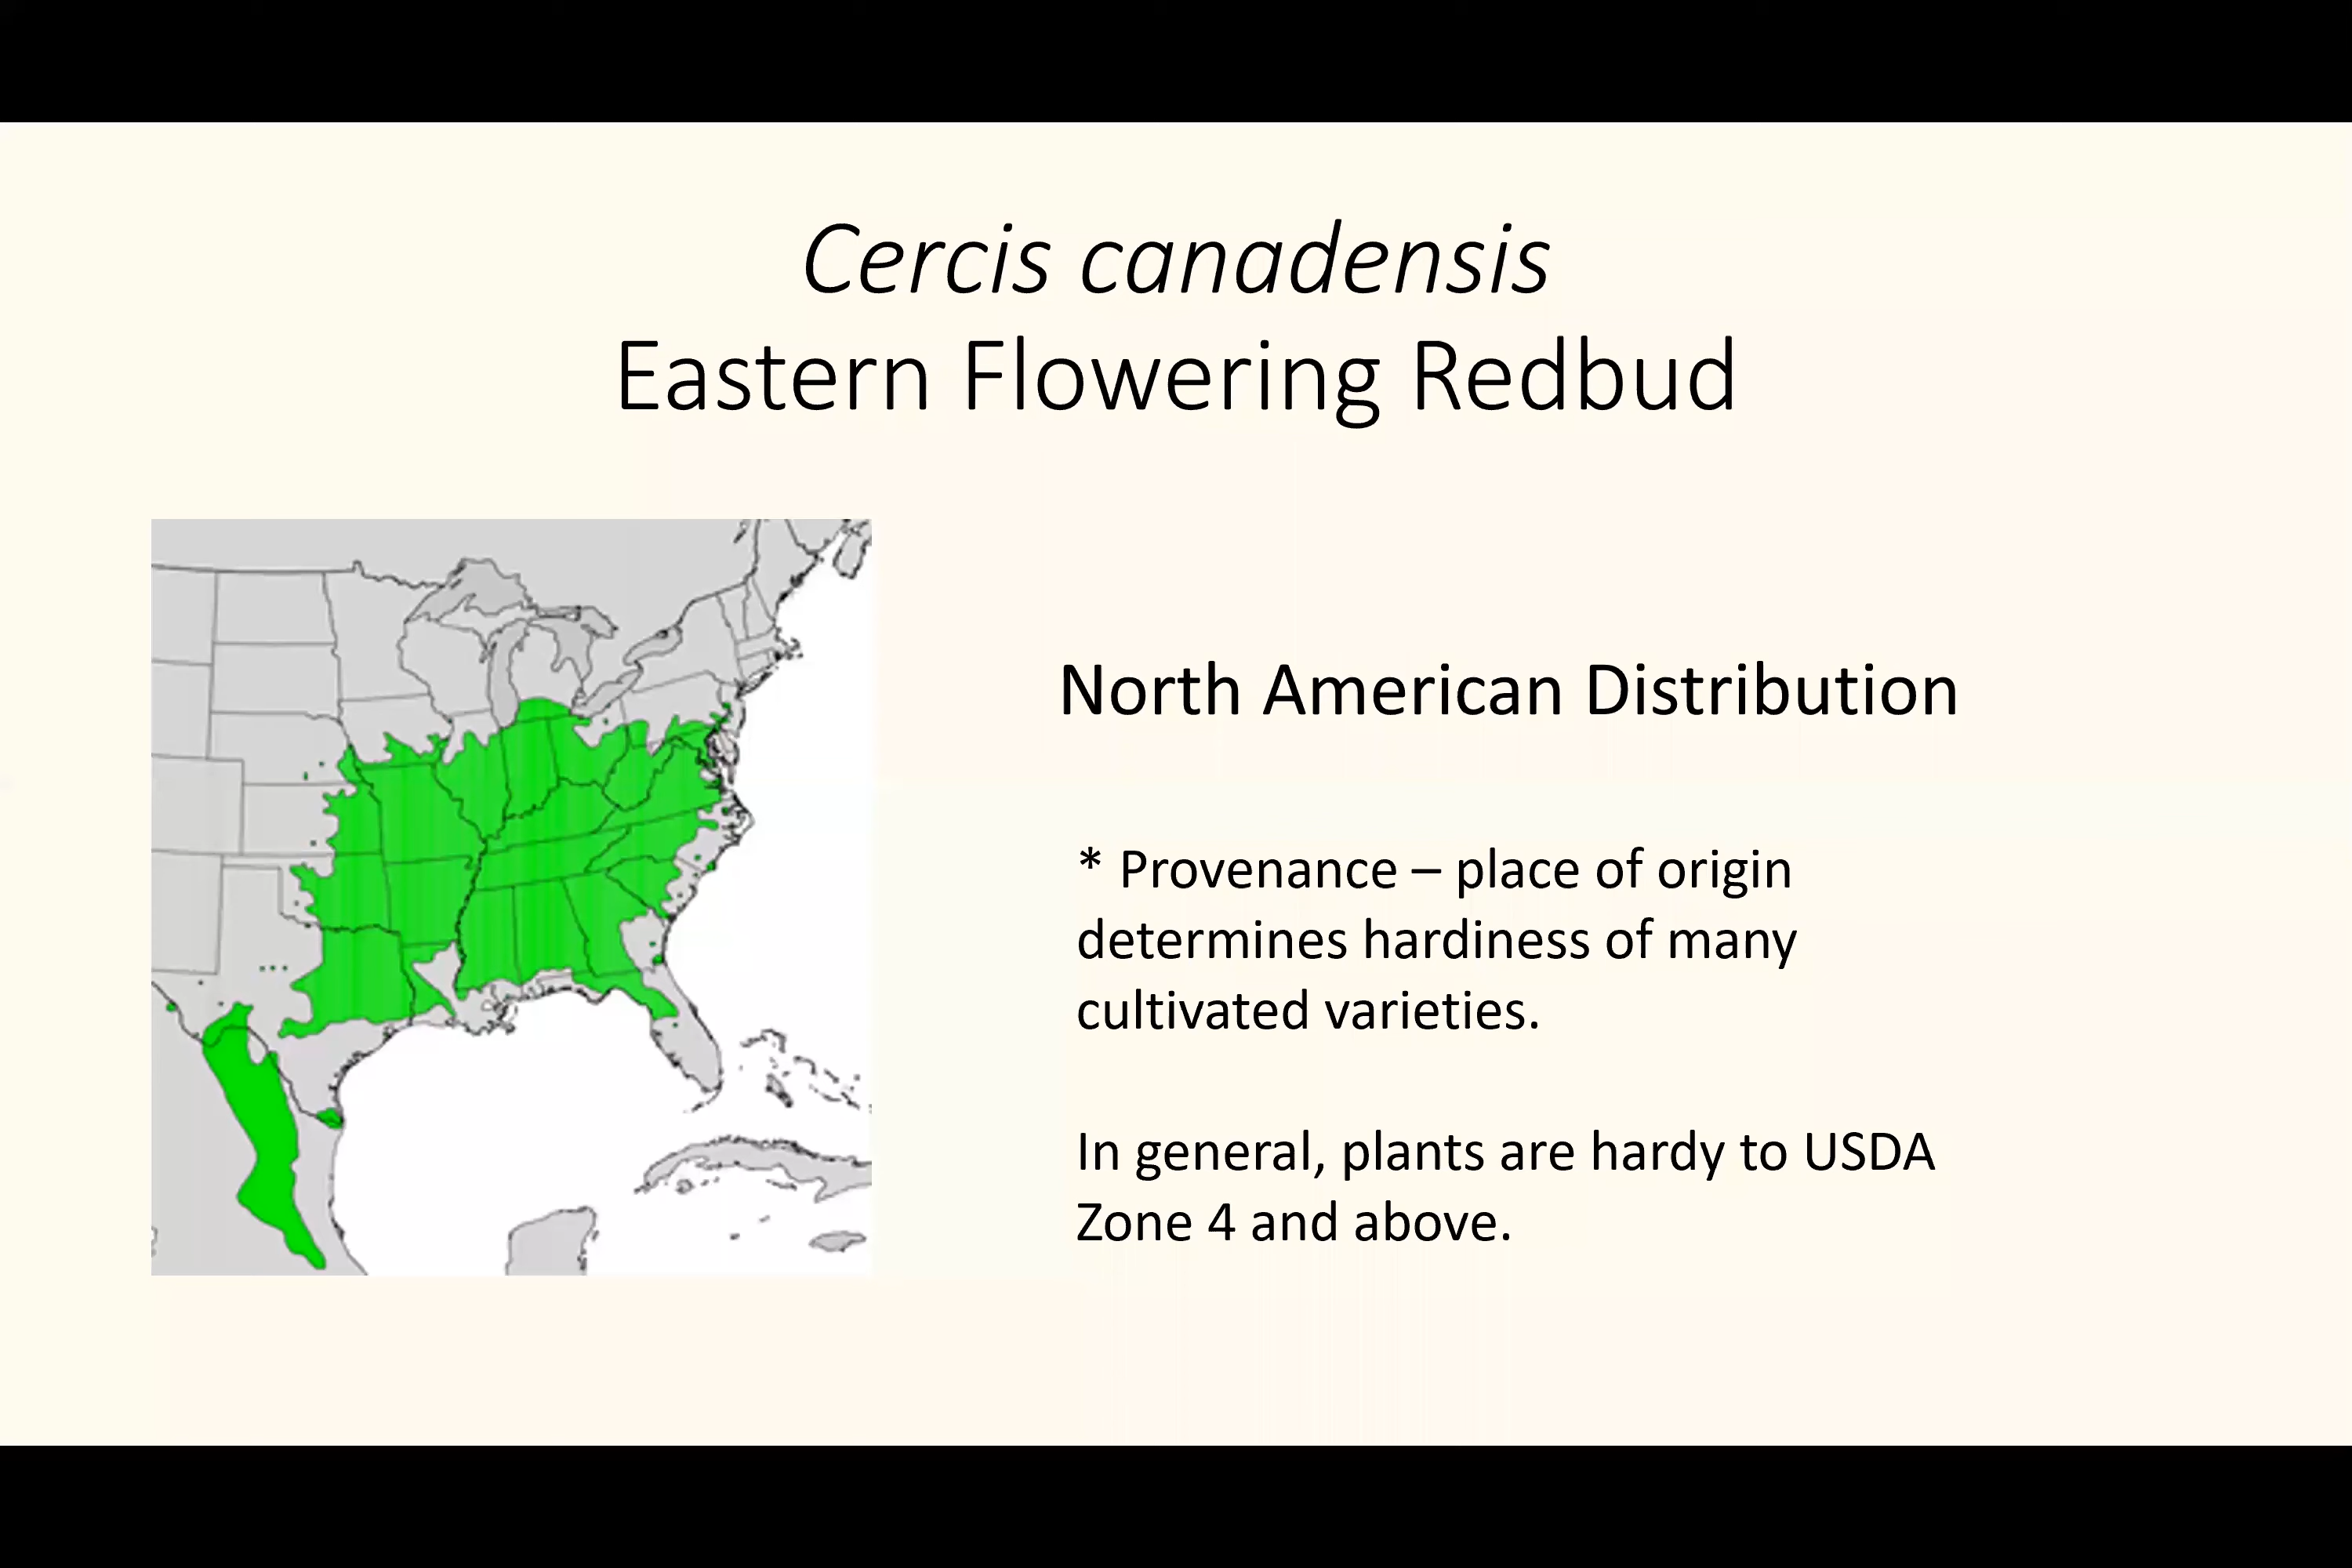 Cercis canadensis
Eastern Flowering Redbud
North American Distribution
* Provenance – place of origin
determines hardiness of many
cultivated varieties.
In general, plants are hardy to USDA
Zone 4 and above.